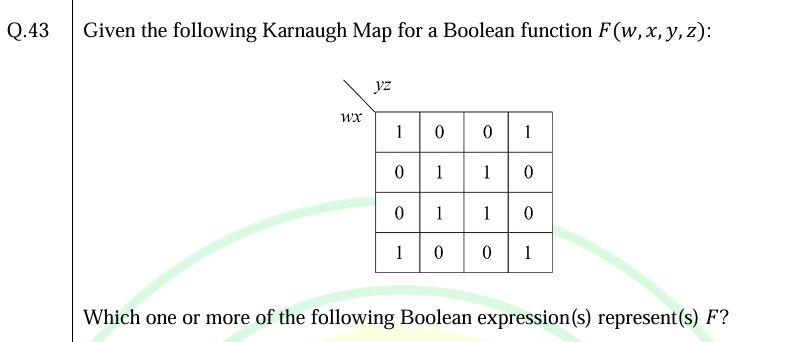 Q.43 Given the following Karnaugh Map for a Boolean function F(w, x, y, z):
yz
wx
1 0 0 1
0 1 1 0
0 1 1 0
1 0 0 1
Which one or more of the following Boolean expression(s) represent(s) F?